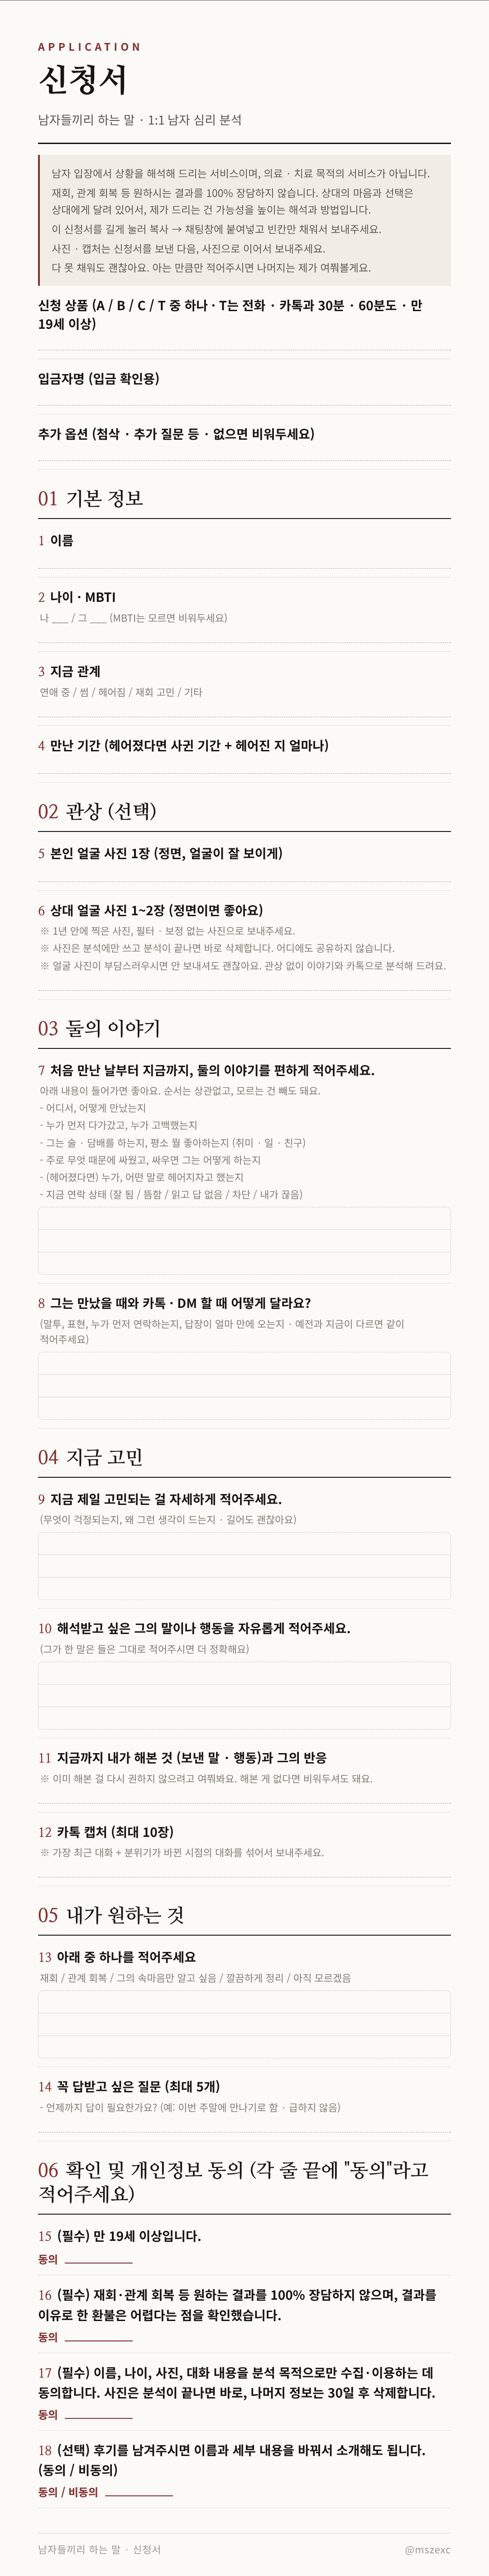 APPLICATION
신청서
남자들끼리 하는 말 · 1:1 남자 심리 분석
남자 입장에서 상황을 해석해 드리는 서비스이며, 의료 · 치료 목적의 서비스가 아닙니다.
재회, 관계 회복 등 원하시는 결과를 100% 장담하지 않습니다. 상대의 마음과 선택은
상대에게 달려 있어서, 제가 드리는 건 가능성을 높이는 해석과 방법입니다.
이 신청서를 길게 눌러 복사 → 채팅창에 붙여넣고 빈칸만 채워서 보내주세요.
사진 · 캡처는 신청서를 보낸 다음, 사진으로 이어서 보내주세요.
다 못 채워도 괜찮아요. 아는 만큼만 적어주시면 나머지는 제가 여쭤볼게요.
신청 상품 (A / B / C / T 중 하나 · T는 전화 · 카톡과 30분 · 60분도 · 만
19세 이상)
입금자명 (입금 확인용)
추가 옵션 (첨삭 · 추가 질문 등 · 없으면 비워두세요)
01 기본 정보
1 이름
2 나이 · MBTI
나 ___ / 그 ___ (MBTI는 모르면 비워두세요)
3 지금 관계
연애 중 / 썸 / 헤어짐 / 재회 고민 / 기타
4 만난 기간 (헤어졌다면 사귄 기간 + 헤어진 지 얼마나)
02 관상 (선택)
5 본인 얼굴 사진 1장 (정면, 얼굴이 잘 보이게)
6 상대 얼굴 사진 1~2장 (정면이면 좋아요)
※ 1년 안에 찍은 사진, 필터 · 보정 없는 사진으로 보내주세요.
※ 사진은 분석에만 쓰고 분석이 끝나면 바로 삭제합니다. 어디에도 공유하지 않습니다.
※ 얼굴 사진이 부담스러우시면 안 보내셔도 괜찮아요. 관상 없이 이야기와 카톡으로 분석해 드려요.
03 둘의 이야기
7 처음 만난 날부터 지금까지, 둘의 이야기를 편하게 적어주세요.
아래 내용이 들어가면 좋아요. 순서는 상관없고, 모르는 건 빼도 돼요.
- 어디서, 어떻게 만났는지
- 누가 먼저 다가갔고, 누가 고백했는지
- 그는 술 · 담배를 하는지, 평소 뭘 좋아하는지 (취미 · 일 · 친구)
- 주로 무엇 때문에 싸웠고, 싸우면 그는 어떻게 하는지
- (헤어졌다면) 누가, 어떤 말로 헤어지자고 했는지
- 지금 연락 상태 (잘 됨 / 뜸함 / 읽고 답 없음 / 차단 / 내가 끊음)
8 그는 만났을 때와 카톡 · DM 할 때 어떻게 달라요?
(말투, 표현, 누가 먼저 연락하는지, 답장이 얼마 만에 오는지 · 예전과 지금이 다르면 같이
적어주세요)
04 지금 고민
9 지금 제일 고민되는 걸 자세하게 적어주세요.
(무엇이 걱정되는지, 왜 그런 생각이 드는지 · 길어도 괜찮아요)
10 해석받고 싶은 그의 말이나 행동을 자유롭게 적어주세요.
(그가 한 말은 들은 그대로 적어주시면 더 정확해요)
11 지금까지 내가 해본 것 (보낸 말 · 행동)과 그의 반응
※ 이미 해본 걸 다시 권하지 않으려고 여쭤봐요. 해본 게 없다면 비워두셔도 돼요.
12 카톡 캡처 (최대 10장)
※ 가장 최근 대화 + 분위기가 바뀐 시점의 대화를 섞어서 보내주세요.
05 내가 원하는 것
13 아래 중 하나를 적어주세요
재회 / 관계 회복 / 그의 속마음만 알고 싶음 / 깔끔하게 정리 / 아직 모르겠음
14 꼭 답받고 싶은 질문 (최대 5개)
- 언제까지 답이 필요한가요? (예: 이번 주말에 만나기로 함 · 급하지 않음)
06 확인 및 개인정보 동의 (각 줄 끝에 "동의"라고
적어주세요)
15 (필수) 만 19세 이상입니다.
동의 ____
16 (필수) 재회·관계 회복 등 원하는 결과를 100% 장담하지 않으며, 결과를
이유로 한 환불은 어렵다는 점을 확인했습니다.
동의 ____
17 (필수) 이름, 나이, 사진, 대화 내용을 분석 목적으로만 수집·이용하는 데
동의합니다. 사진은 분석이 끝나면 바로, 나머지 정보는 30일 후 삭제합니다.
동의 ____
18 (선택) 후기를 남겨주시면 이름과 세부 내용을 바꿔서 소개해도 됩니다.
(동의 / 비동의)
동의 / 비동의 ____
남자들끼리 하는 말 · 신청서
@mszexc